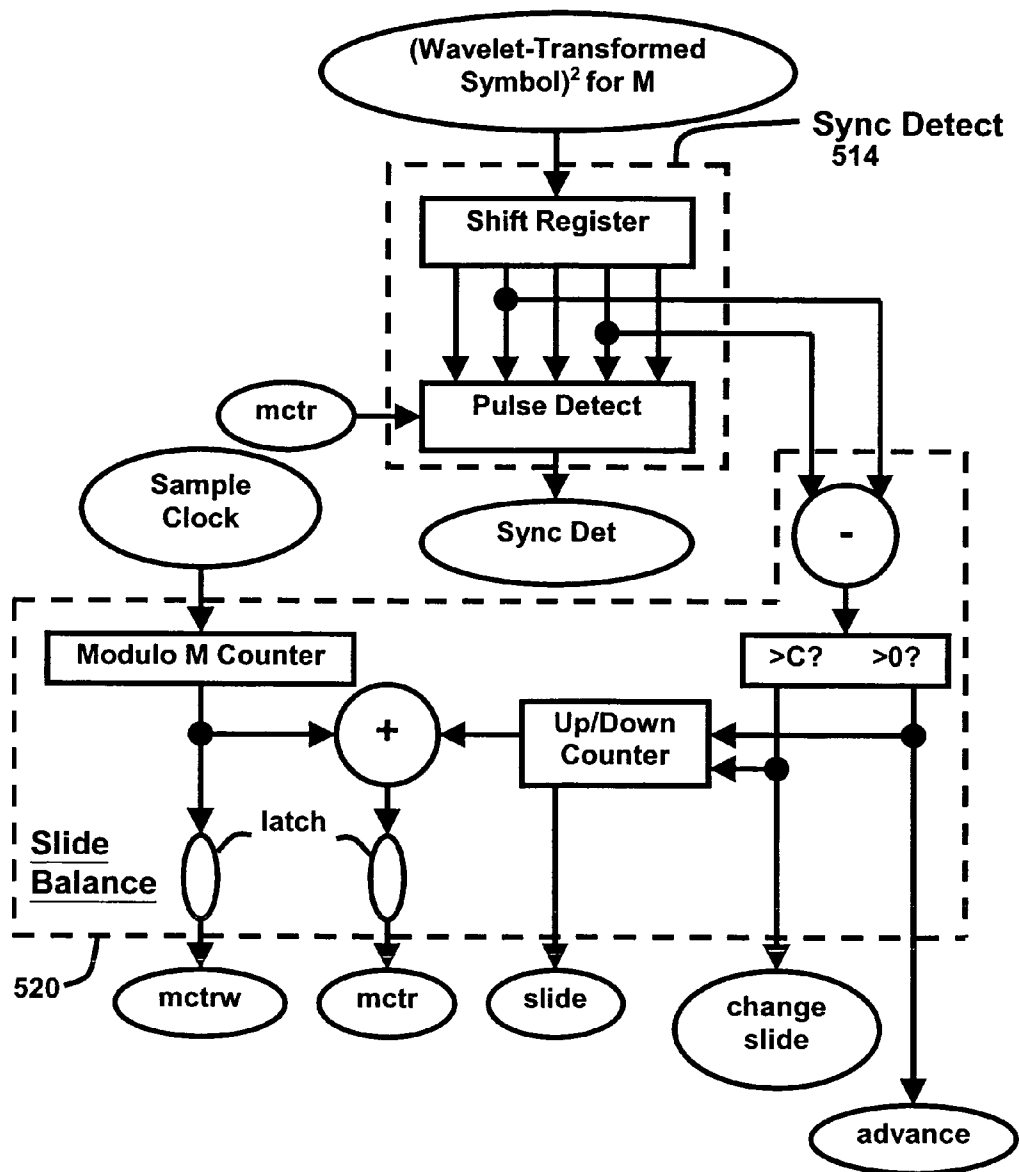 (Wavelet-Transformed
Symbol)² for M
Sync Detect
514
Shift Register
mctr
Pulse Detect
Sample
Clock
Sync Det
-
Modulo M Counter
>C? >0?
+
Up/Down
Counter
latch
Slide
Balance
520
mctrw
mctr
slide
change
slide
advance